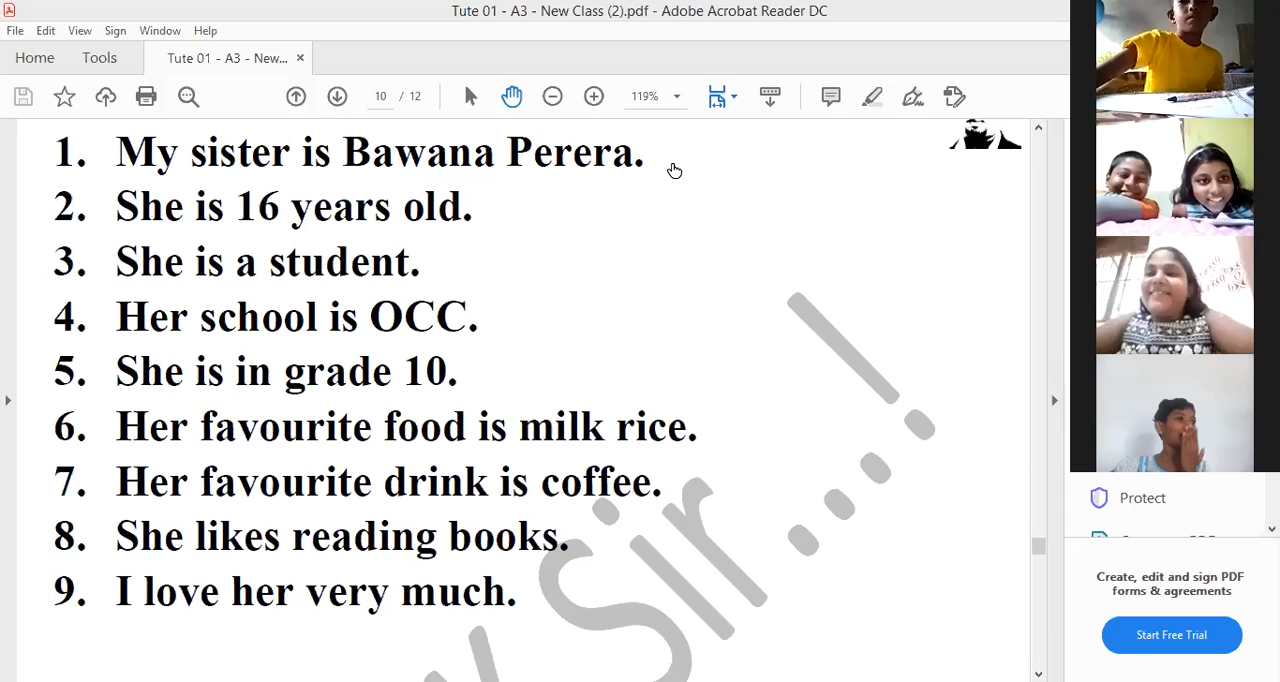 Tute 01 - A3 - New Class (2).pdf - Adobe Acrobat Reader DC
File Edit View Sign Window Help
Home Tools Tute 01 - A3 - New... ×
10 / 12 119%
1. My sister is Bawana Perera.
2. She is 16 years old.
3. She is a student.
4. Her school is OCC.
5. She is in grade 10.
6. Her favourite food is milk rice.
7. Her favourite drink is coffee.
8. She likes reading books.
9. I love her very much.
Sir...!
Protect
Create, edit and sign PDF
forms & agreements
Start Free Trial